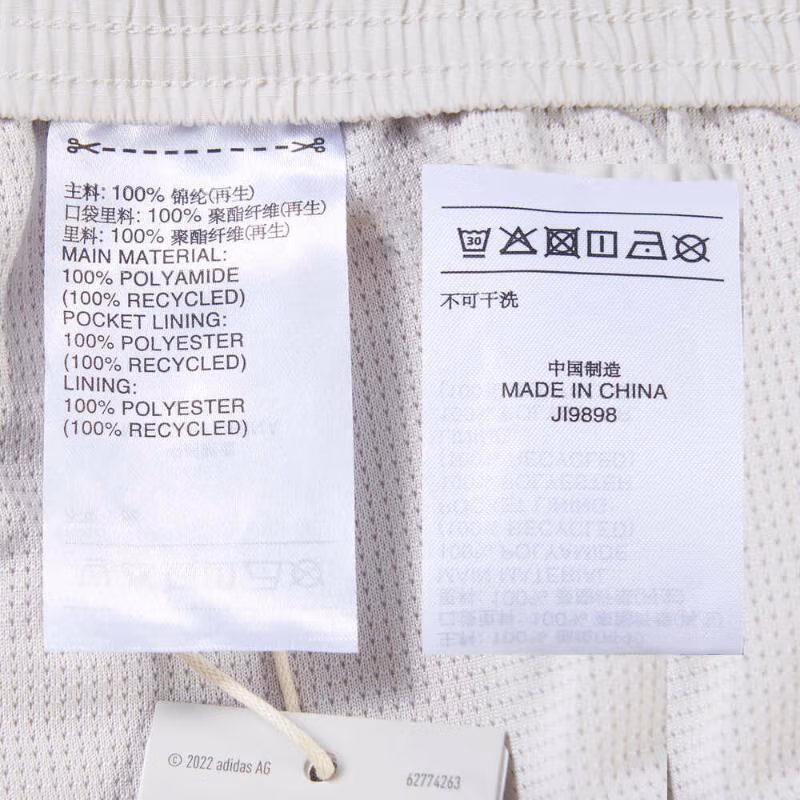 主料: 100% 锦纶(再生)
口袋里料: 100% 聚酯纤维(再生)
里料: 100% 聚酯纤维(再生)
MAIN MATERIAL:
100% POLYAMIDE
(100% RECYCLED)
POCKET LINING:
100% POLYESTER
(100% RECYCLED)
LINING:
100% POLYESTER
(100% RECYCLED)
30
不可干洗
中国制造
MADE IN CHINA
JI9898
© 2022 adidas AG
62774263